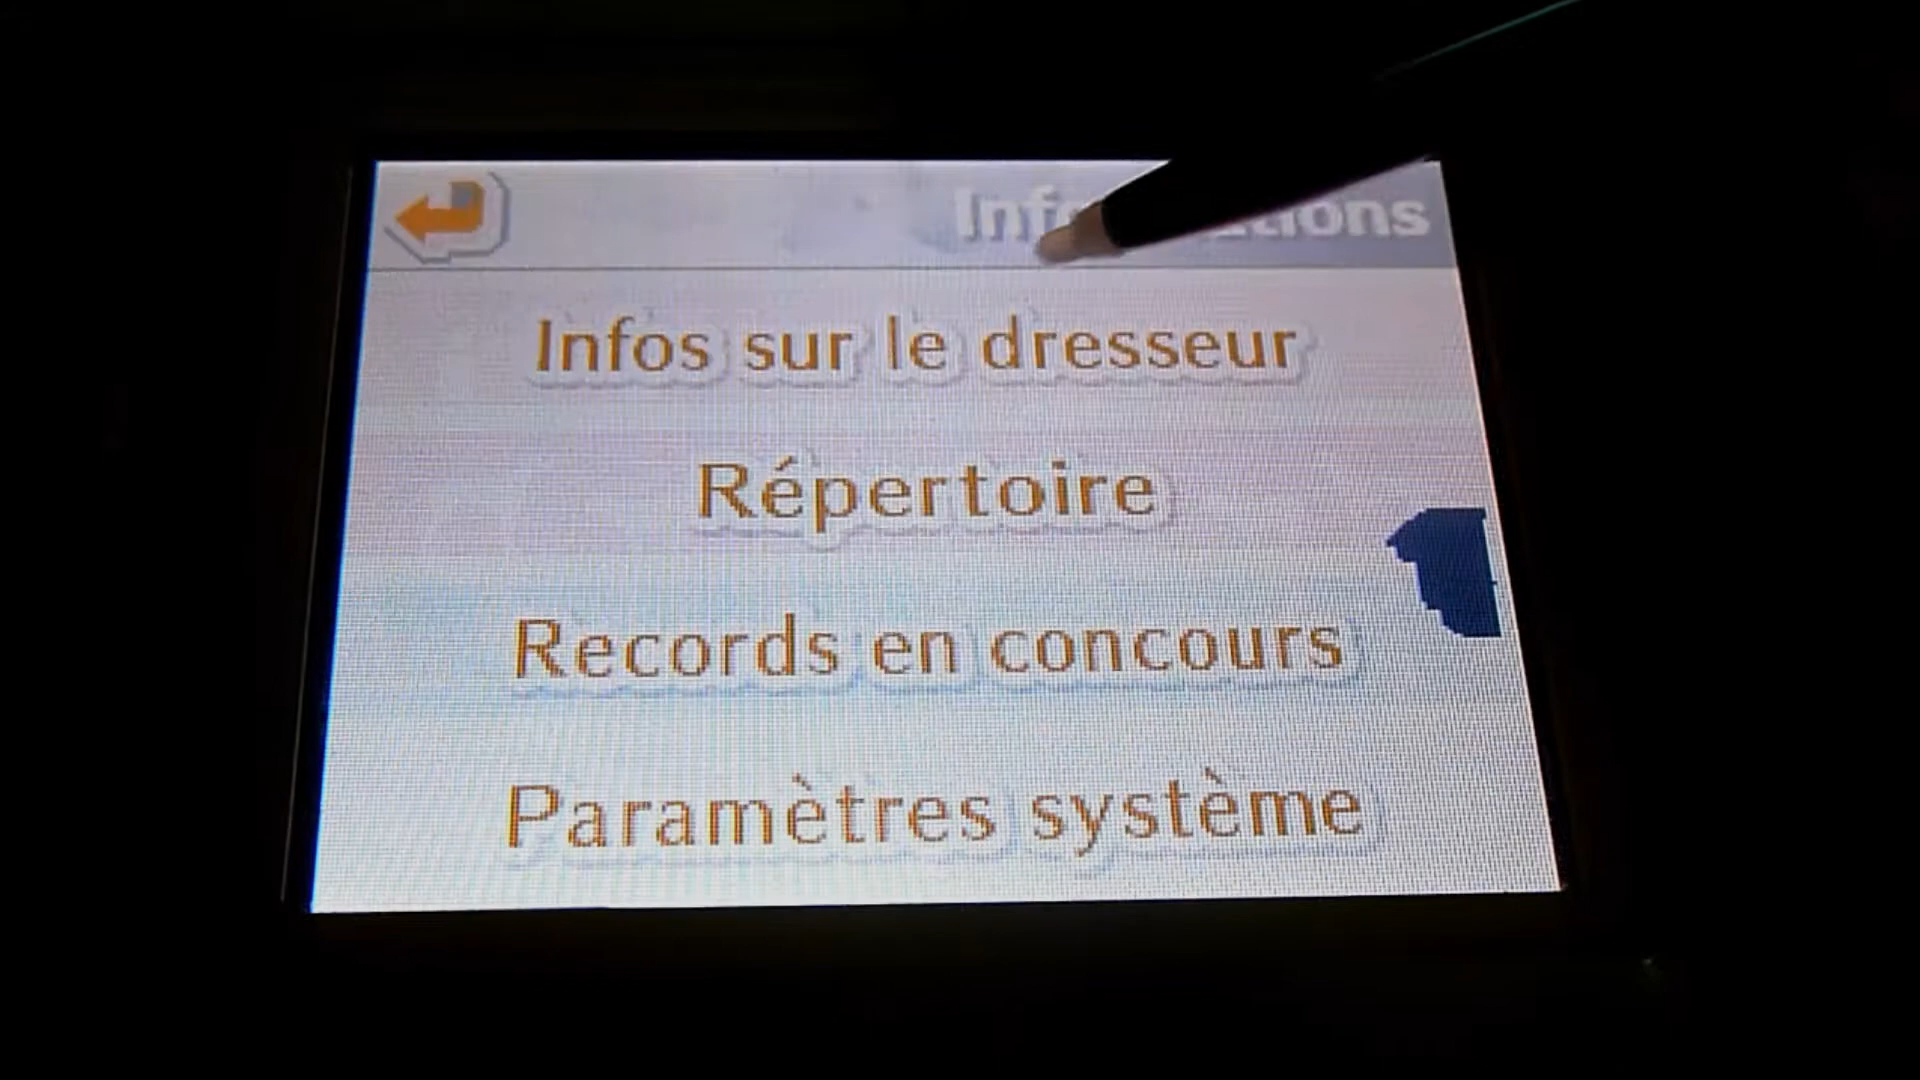 Infos sur le dresseur
Répertoire
Records en concours
Paramètres système